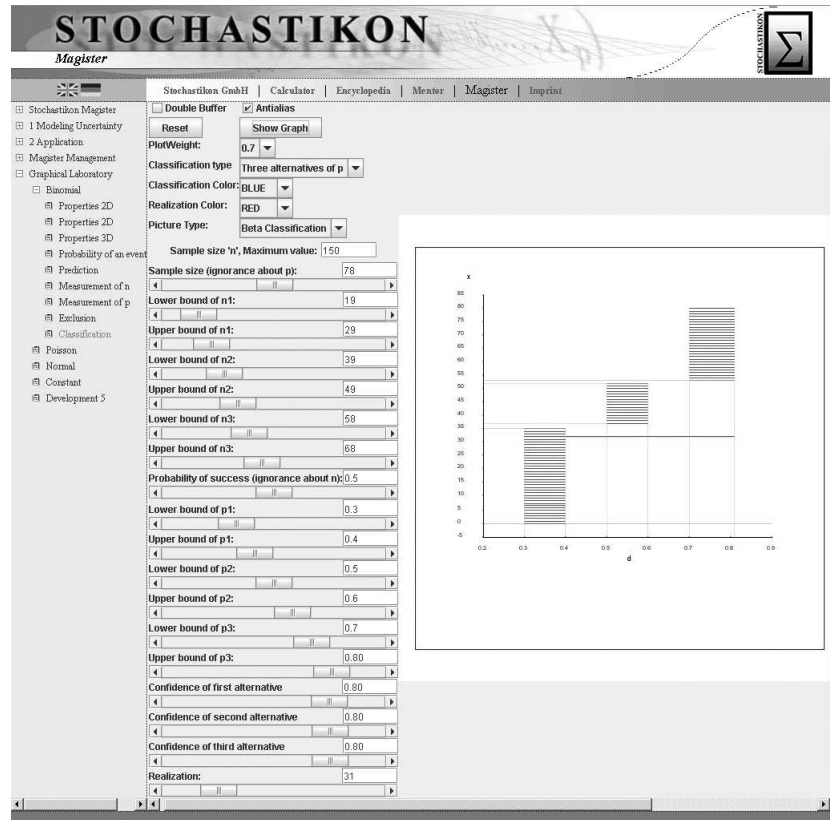 STOCHASTIKON
Magister
STOCHASTIKON
Σ
Stochastikon GmbH | Calculator | Encyclopedia | Mentor | Magister | Imprint
Stochastikon Magister
1 Modeling Uncertainty
2 Application
Magister Management
Graphical Laboratory
Binomial
Properties 2D
Properties 2D
Properties 3D
Probability of an event
Prediction
Measurement of n
Measurement of p
Exclusion
Classification
Poisson
Normal
Constant
Development 5
Double Buffer Antialias
Reset Show Graph
PlotWeight: 0.7
Classification type Three alternatives of p
Classification Color: BLUE
Realization Color: RED
Picture Type: Beta Classification
Sample size 'n', Maximum value: 150
Sample size (ignorance about p): 78
Lower bound of n1: 19
Upper bound of n1: 29
Lower bound of n2: 39
Upper bound of n2: 49
Lower bound of n3: 58
Upper bound of n3: 68
Probability of success (ignorance about n): 0.5
Lower bound of p1: 0.3
Upper bound of p1: 0.4
Lower bound of p2: 0.5
Upper bound of p2: 0.6
Lower bound of p3: 0.7
Upper bound of p3: 0.80
Confidence of first alternative 0.80
Confidence of second alternative 0.80
Confidence of third alternative 0.80
Realization: 31
x
85
80
75
70
65
60
55
50
45
40
35
30
25
20
15
10
5
0
-5
0.2 0.3 0.4 0.5 0.6 0.7 0.8 0.9
d